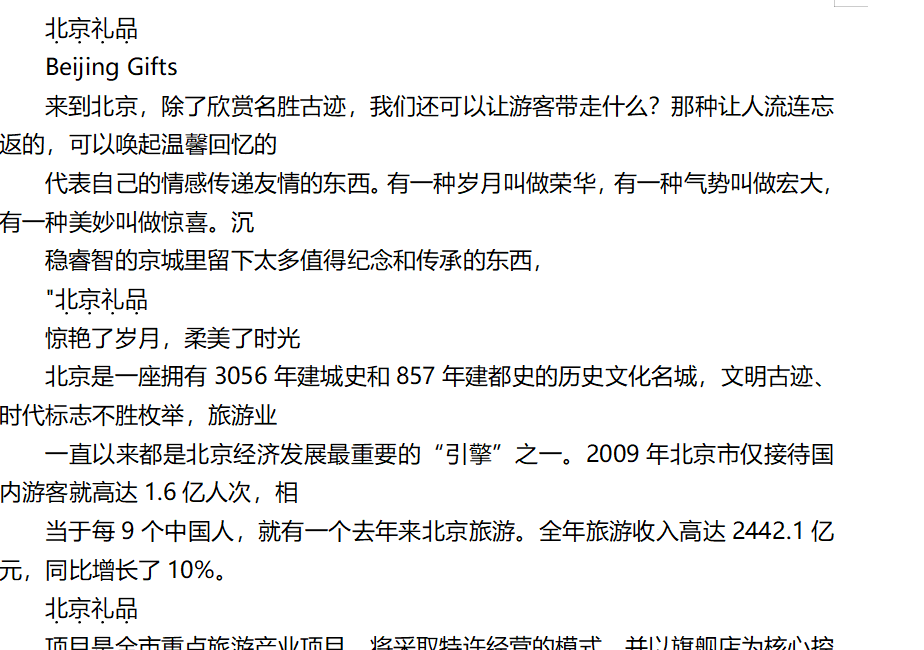 北京礼品
Beijing Gifts
来到北京，除了欣赏名胜古迹，我们还可以让游客带走什么？那种让人流连忘
返的，可以唤起温馨回忆的
代表自己的情感传递友情的东西。有一种岁月叫做荣华，有一种气势叫做宏大，
有一种美妙叫做惊喜。沉
稳睿智的京城里留下太多值得纪念和传承的东西，
"北京礼品
惊艳了岁月，柔美了时光
北京是一座拥有 3056 年建城史和 857 年建都史的历史文化名城，文明古迹、
时代标志不胜枚举，旅游业
一直以来都是北京经济发展最重要的“引擎”之一。2009 年北京市仅接待国
内游客就高达 1.6 亿人次，相
当于每 9 个中国人，就有一个去年来北京旅游。全年旅游收入高达 2442.1 亿
元，同比增长了 10%。
北京礼品
项目是全市重点旅游产业项目，将采取特许经营的模式，并以旗舰店为核心控